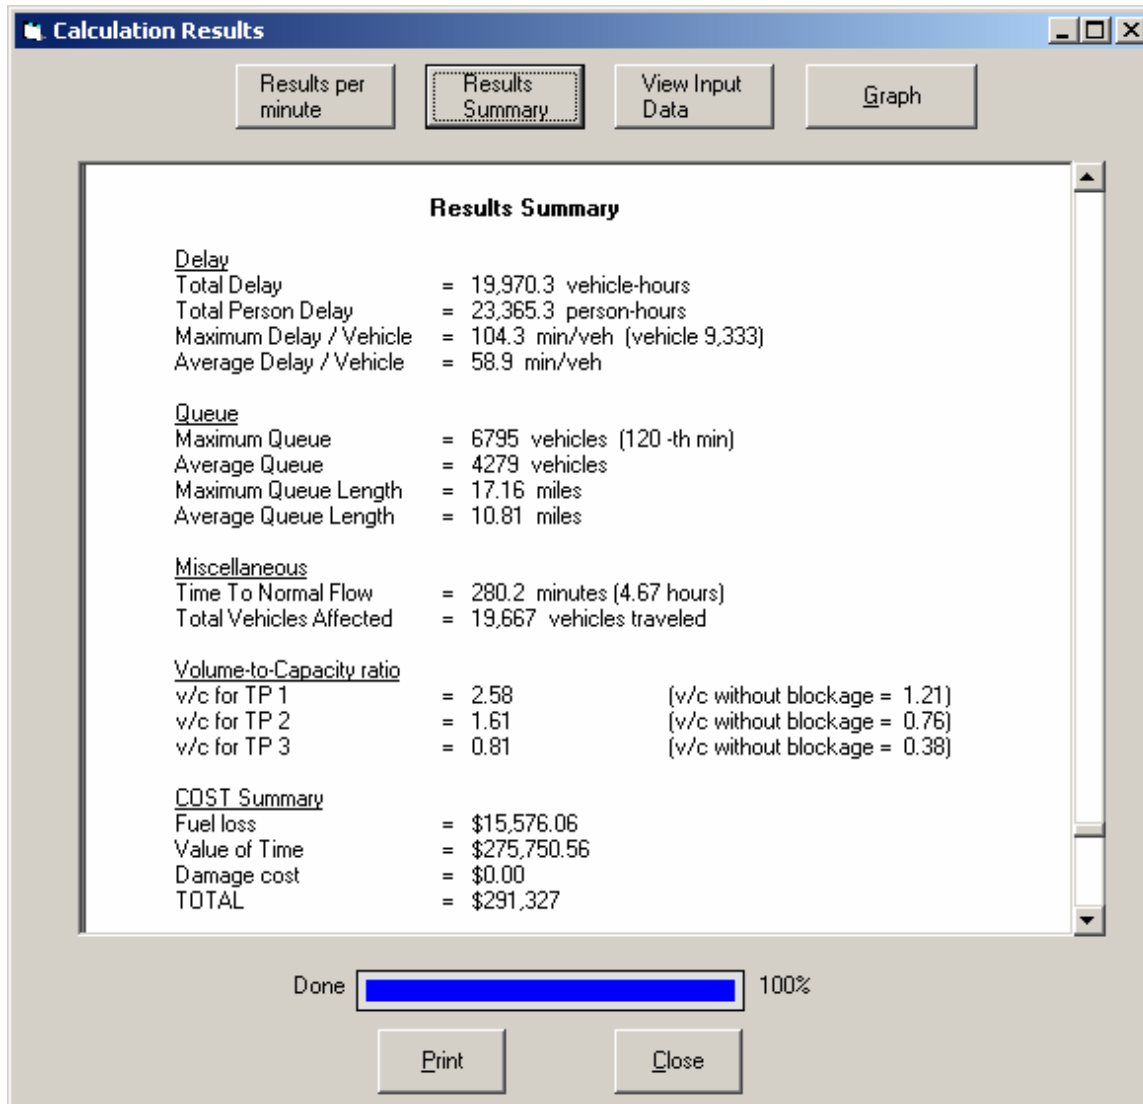 Calculation Results
Results per
minute
Results
Summary
View Input
Data
Graph
Results Summary
Delay
Total Delay = 19,970.3 vehicle-hours
Total Person Delay = 23,365.3 person-hours
Maximum Delay / Vehicle = 104.3 min/veh (vehicle 9,333)
Average Delay / Vehicle = 58.9 min/veh
Queue
Maximum Queue = 6795 vehicles (120 -th min)
Average Queue = 4279 vehicles
Maximum Queue Length = 17.16 miles
Average Queue Length = 10.81 miles
Miscellaneous
Time To Normal Flow = 280.2 minutes (4.67 hours)
Total Vehicles Affected = 19,667 vehicles traveled
Volume-to-Capacity ratio
v/c for TP 1 = 2.58 (v/c without blockage = 1.21)
v/c for TP 2 = 1.61 (v/c without blockage = 0.76)
v/c for TP 3 = 0.81 (v/c without blockage = 0.38)
COST Summary
Fuel loss = $15,576.06
Value of Time = $275,750.56
Damage cost = $0.00
TOTAL = $291,327
Done 100%
Print Close